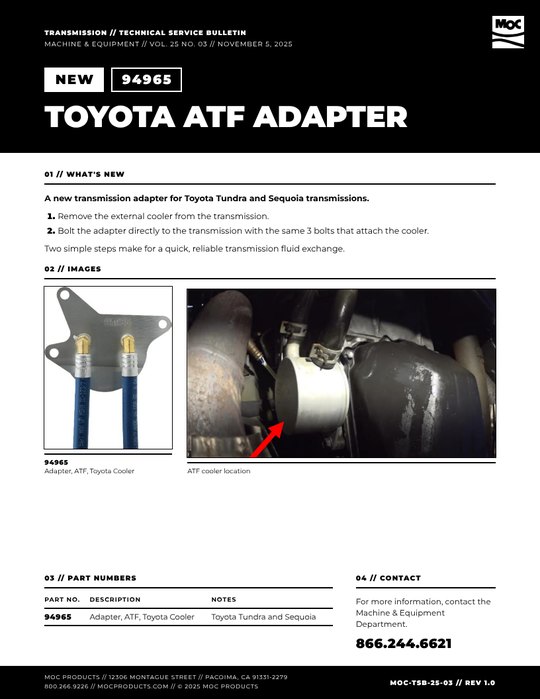 TRANSMISSION // TECHNICAL SERVICE BULLETIN
MACHINE & EQUIPMENT // VOL. 25 NO. 03 // NOVEMBER 5, 2025
MOC
NEW 94965
TOYOTA ATF ADAPTER
01 // WHAT'S NEW
A new transmission adapter for Toyota Tundra and Sequoia transmissions.
1. Remove the external cooler from the transmission.
2. Bolt the adapter directly to the transmission with the same 3 bolts that attach the cooler.
Two simple steps make for a quick, reliable transmission fluid exchange.
02 // IMAGES
94965
Adapter, ATF, Toyota Cooler
ATF cooler location
03 // PART NUMBERS
PART NO. DESCRIPTION NOTES
94965 Adapter, ATF, Toyota Cooler Toyota Tundra and Sequoia
04 // CONTACT
For more information, contact the
Machine & Equipment
Department.
866.244.6621
MOC PRODUCTS // 12306 MONTAGUE STREET // PACOIMA, CA 91331-2279
800.266.9226 // MOCPRODUCTS.COM // © 2025 MOC PRODUCTS
MOC-TSB-25-03 // REV 1.0